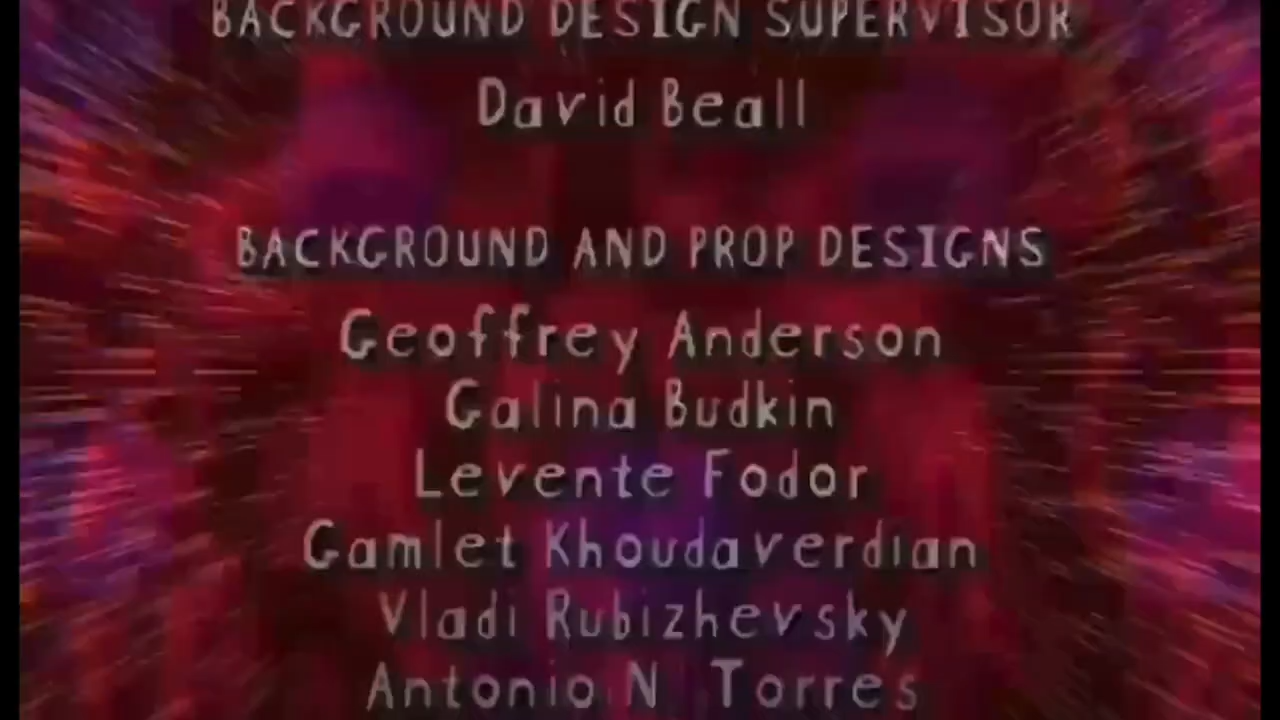 BACKGROUND DESIGN SUPERVISOR
David Beall
BACKGROUND AND PROP DESIGNS
Geoffrey Anderson
Galina Budkin
Levente Fodor
Gamlet Khoudaverdian
Vladi Rubizhevsky
Antonio N Torres